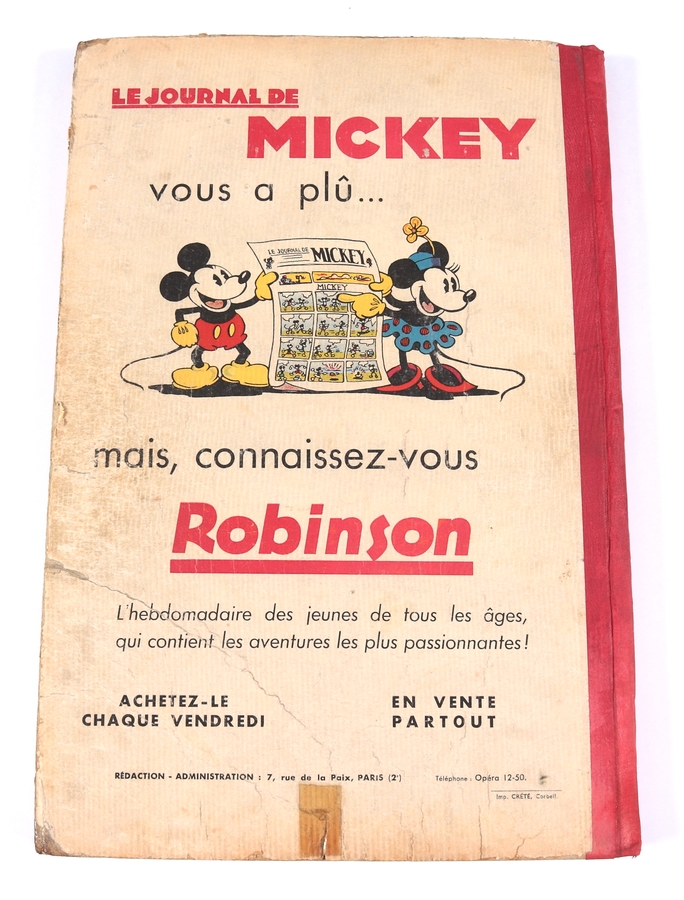 LE JOURNAL DE
MICKEY
vous a plû...
LE JOURNAL DE MICKEY
MICKEY
mais, connaissez-vous
Robinson
L'hebdomadaire des jeunes de tous les âges,
qui contient les aventures les plus passionnantes!
ACHETEZ-LE
CHAQUE VENDREDI
EN VENTE
PARTOUT
RÉDACTION - ADMINISTRATION : 7, rue de la Paix, PARIS (2ᵉ) Téléphone : Opéra 12-50.
Imp. CRÉTÉ, Corbeil.